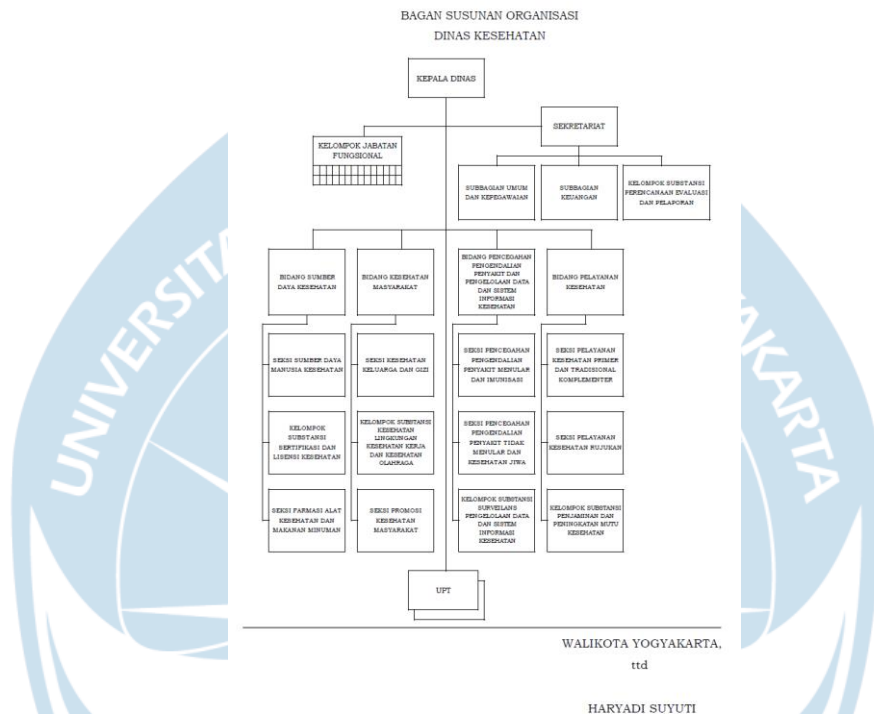 BAGAN SUSUNAN ORGANISASI
DINAS KESEHATAN
KEPALA DINAS
SEKRETARIAT
KELOMPOK JABATAN
FUNGSIONAL
SUBBAGIAN UMUM
DAN KEPEGAWAIAN
SUBBAGIAN
KEUANGAN
KELOMPOK SUBSTANSI
PERENCANAAN EVALUASI
DAN PELAPORAN
BIDANG SUMBER
DAYA KESEHATAN
BIDANG KESEHATAN
MASYARAKAT
BIDANG PENCEGAHAN
PENGENDALIAN
PENYAKIT DAN
PENGELOLAAN DATA
DAN SISTEM
INFORMASI
KESEHATAN
BIDANG PELAYANAN
KESEHATAN
SEKSI SUMBER DAYA
MANUSIA KESEHATAN
SEKSI KESEHATAN
KELUARGA DAN GIZI
SEKSI PENCEGAHAN
PENGENDALIAN
PENYAKIT MENULAR
DAN IMUNISASI
SEKSI PELAYANAN
KESEHATAN PRIMER
DAN TRADISIONAL
KOMPLEMENTER
KELOMPOK
SUBSTANSI
SERTIFIKASI DAN
LISENSI KESEHATAN
KELOMPOK SUBSTANSI
KESEHATAN
LINGKUNGAN
KESEHATAN KERJA
DAN KESEHATAN
OLAHRAGA
SEKSI PENCEGAHAN
PENGENDALIAN
PENYAKIT TIDAK
MENULAR DAN
KESEHATAN JIWA
SEKSI PELAYANAN
KESEHATAN RUJUKAN
SEKSI FARMASI ALAT
KESEHATAN DAN
MAKANAN MINUMAN
SEKSI PROMOSI
KESEHATAN
MASYARAKAT
KELOMPOK SUBSTANSI
SURVEILANS
PENGELOLAAN DATA
DAN SISTEM
INFORMASI
KESEHATAN
KELOMPOK SUBSTANSI
PENJAMINAN DAN
PENINGKATAN MUTU
KESEHATAN
UPT
WALIKOTA YOGYAKARTA,
ttd
HARYADI SUYUTI
UNIVERSIT
YAKARTA